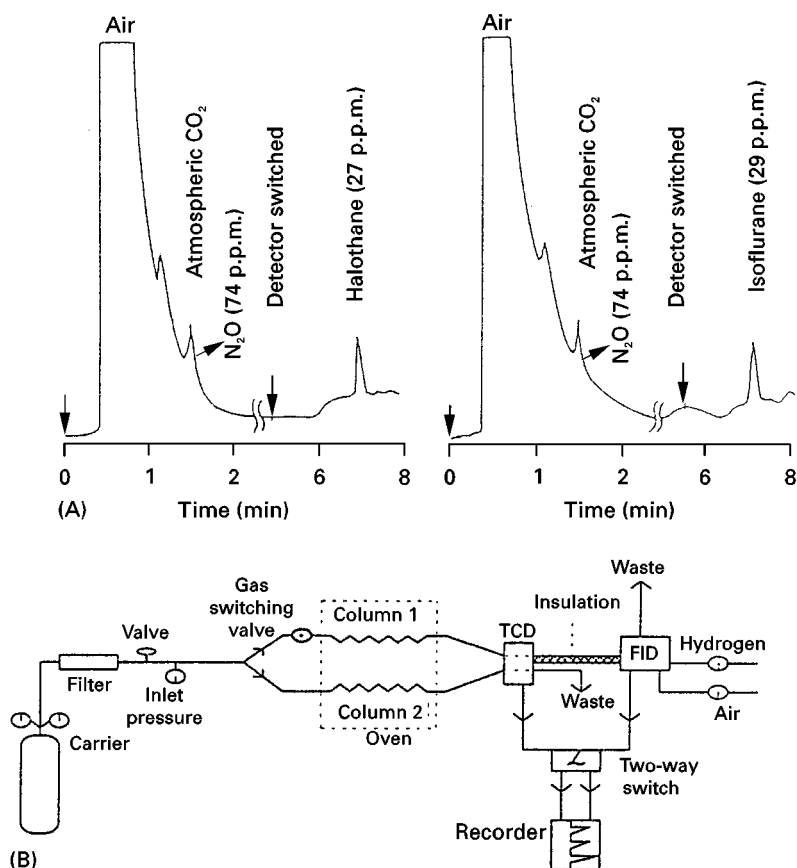 Air
Atmospheric CO₂
N₂O (74 p.p.m.)
Detector switched
Halothane (27 p.p.m.)
0 1 2 6 8
(A) Time (min)
Air
Atmospheric CO₂
N₂O (74 p.p.m.)
Detector switched
Isoflurane (29 p.p.m.)
0 1 2 6 8
Time (min)
Gas
switching
valve
Valve
Filter
Inlet
pressure
Carrier
Column 1
Column 2
Oven
TCD
Insulation
Waste
FID
Hydrogen
Air
Waste
Two-way
switch
Recorder
(B)